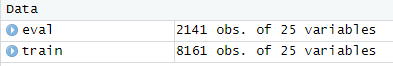 Data
eval 2141 obs. of 25 variables
train 8161 obs. of 25 variables